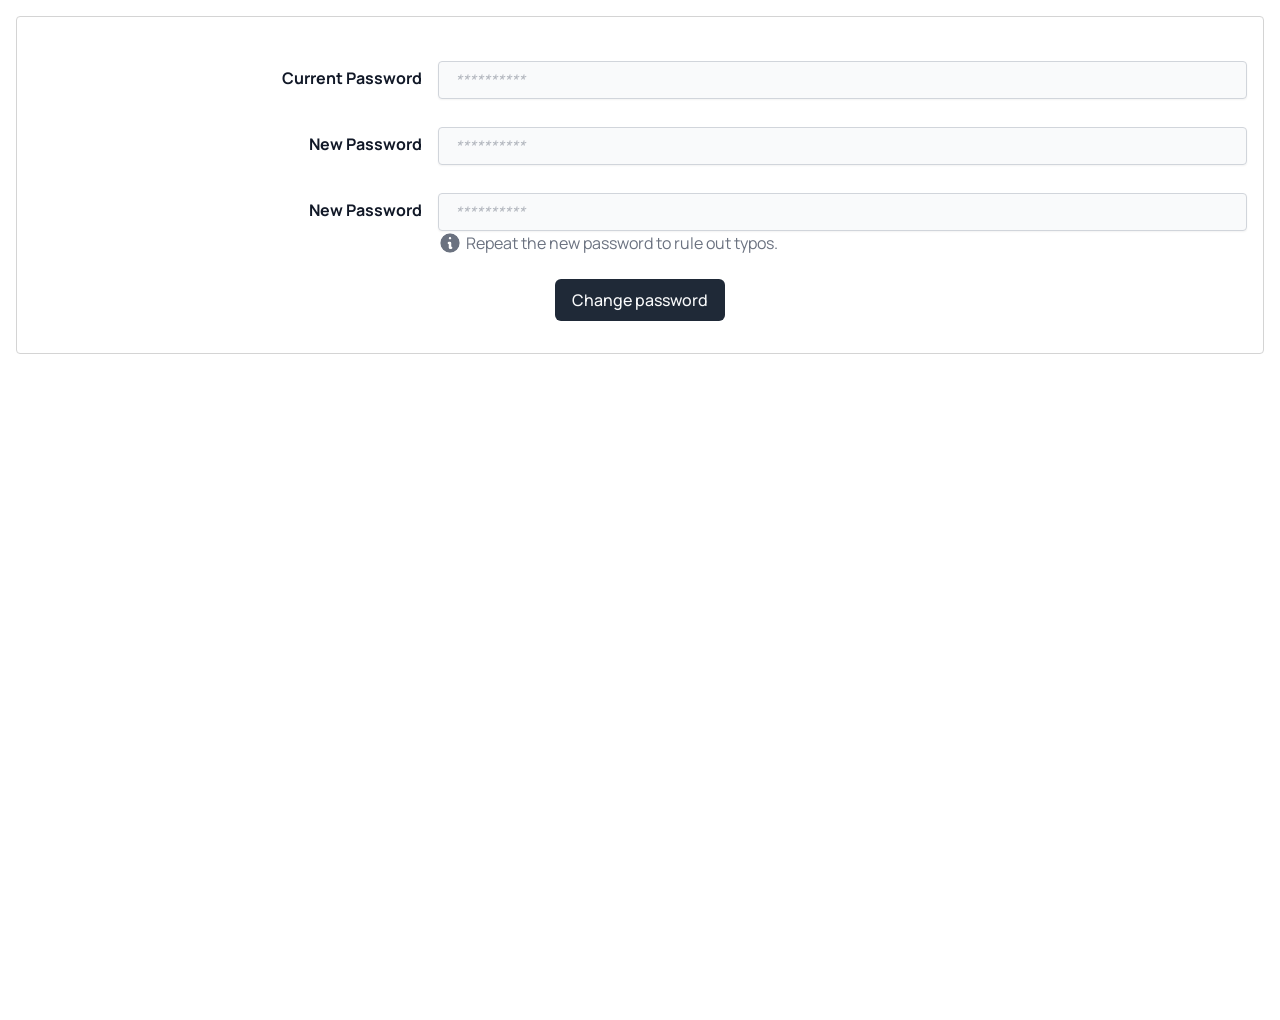 Current Password
**********
New Password
**********
New Password
**********
Repeat the new password to rule out typos.
Change password